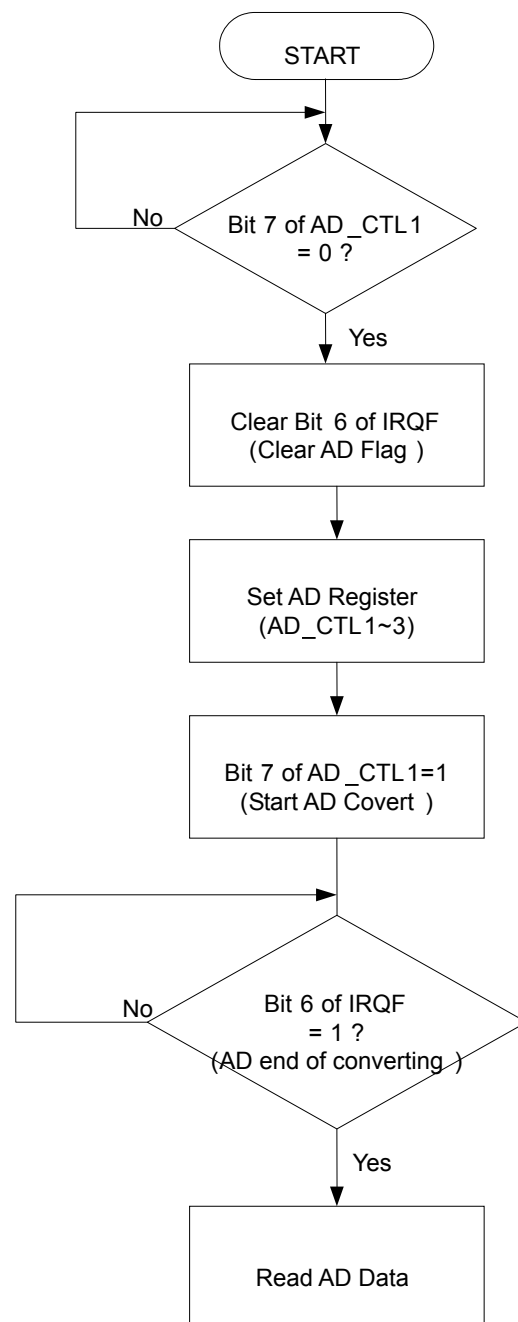 START
No
Bit 7 of AD_CTL1
= 0 ?
Yes
Clear Bit 6 of IRQF
(Clear AD Flag )
Set AD Register
(AD_CTL1~3)
Bit 7 of AD_CTL1=1
(Start AD Covert )
No
Bit 6 of IRQF
= 1 ?
(AD end of converting )
Yes
Read AD Data